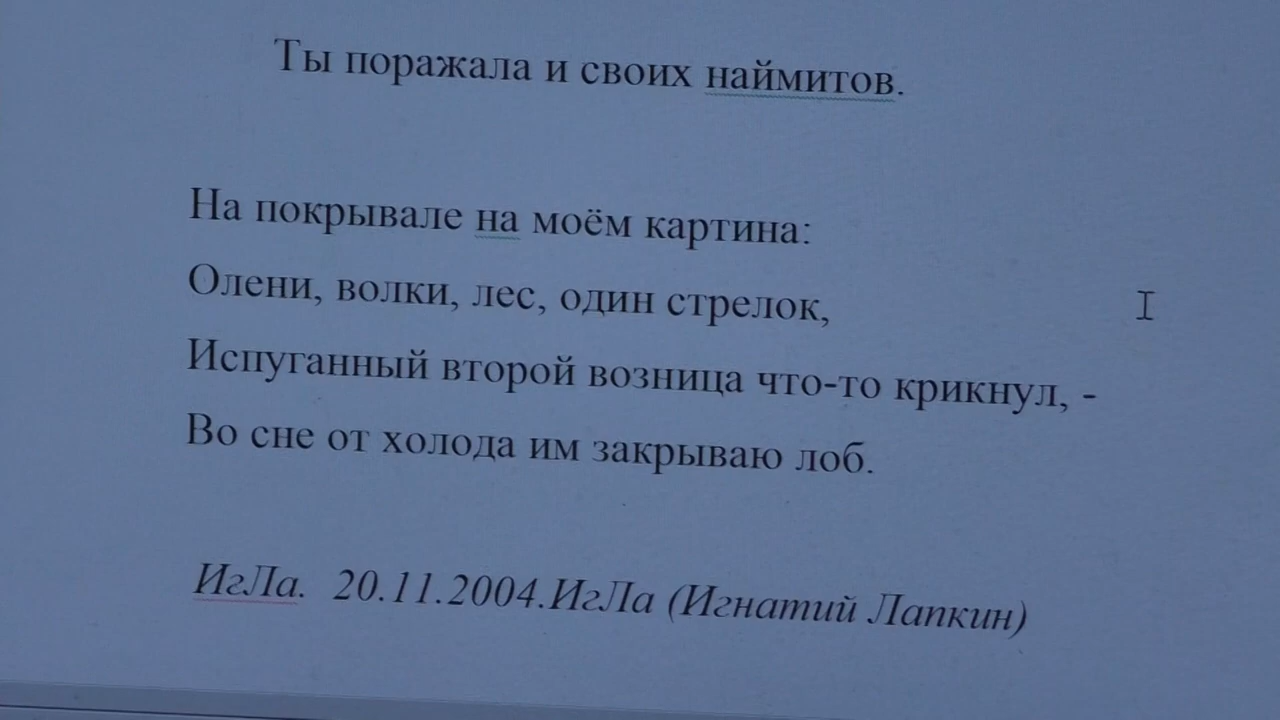 Ты поражала и своих наймитов.
На покрывале на моём картина:
Олени, волки, лес, один стрелок,
Испуганный второй возница что-то крикнул, -
Во сне от холода им закрываю лоб.
ИгЛа. 20.11.2004.ИгЛа (Игнатий Лапкин)